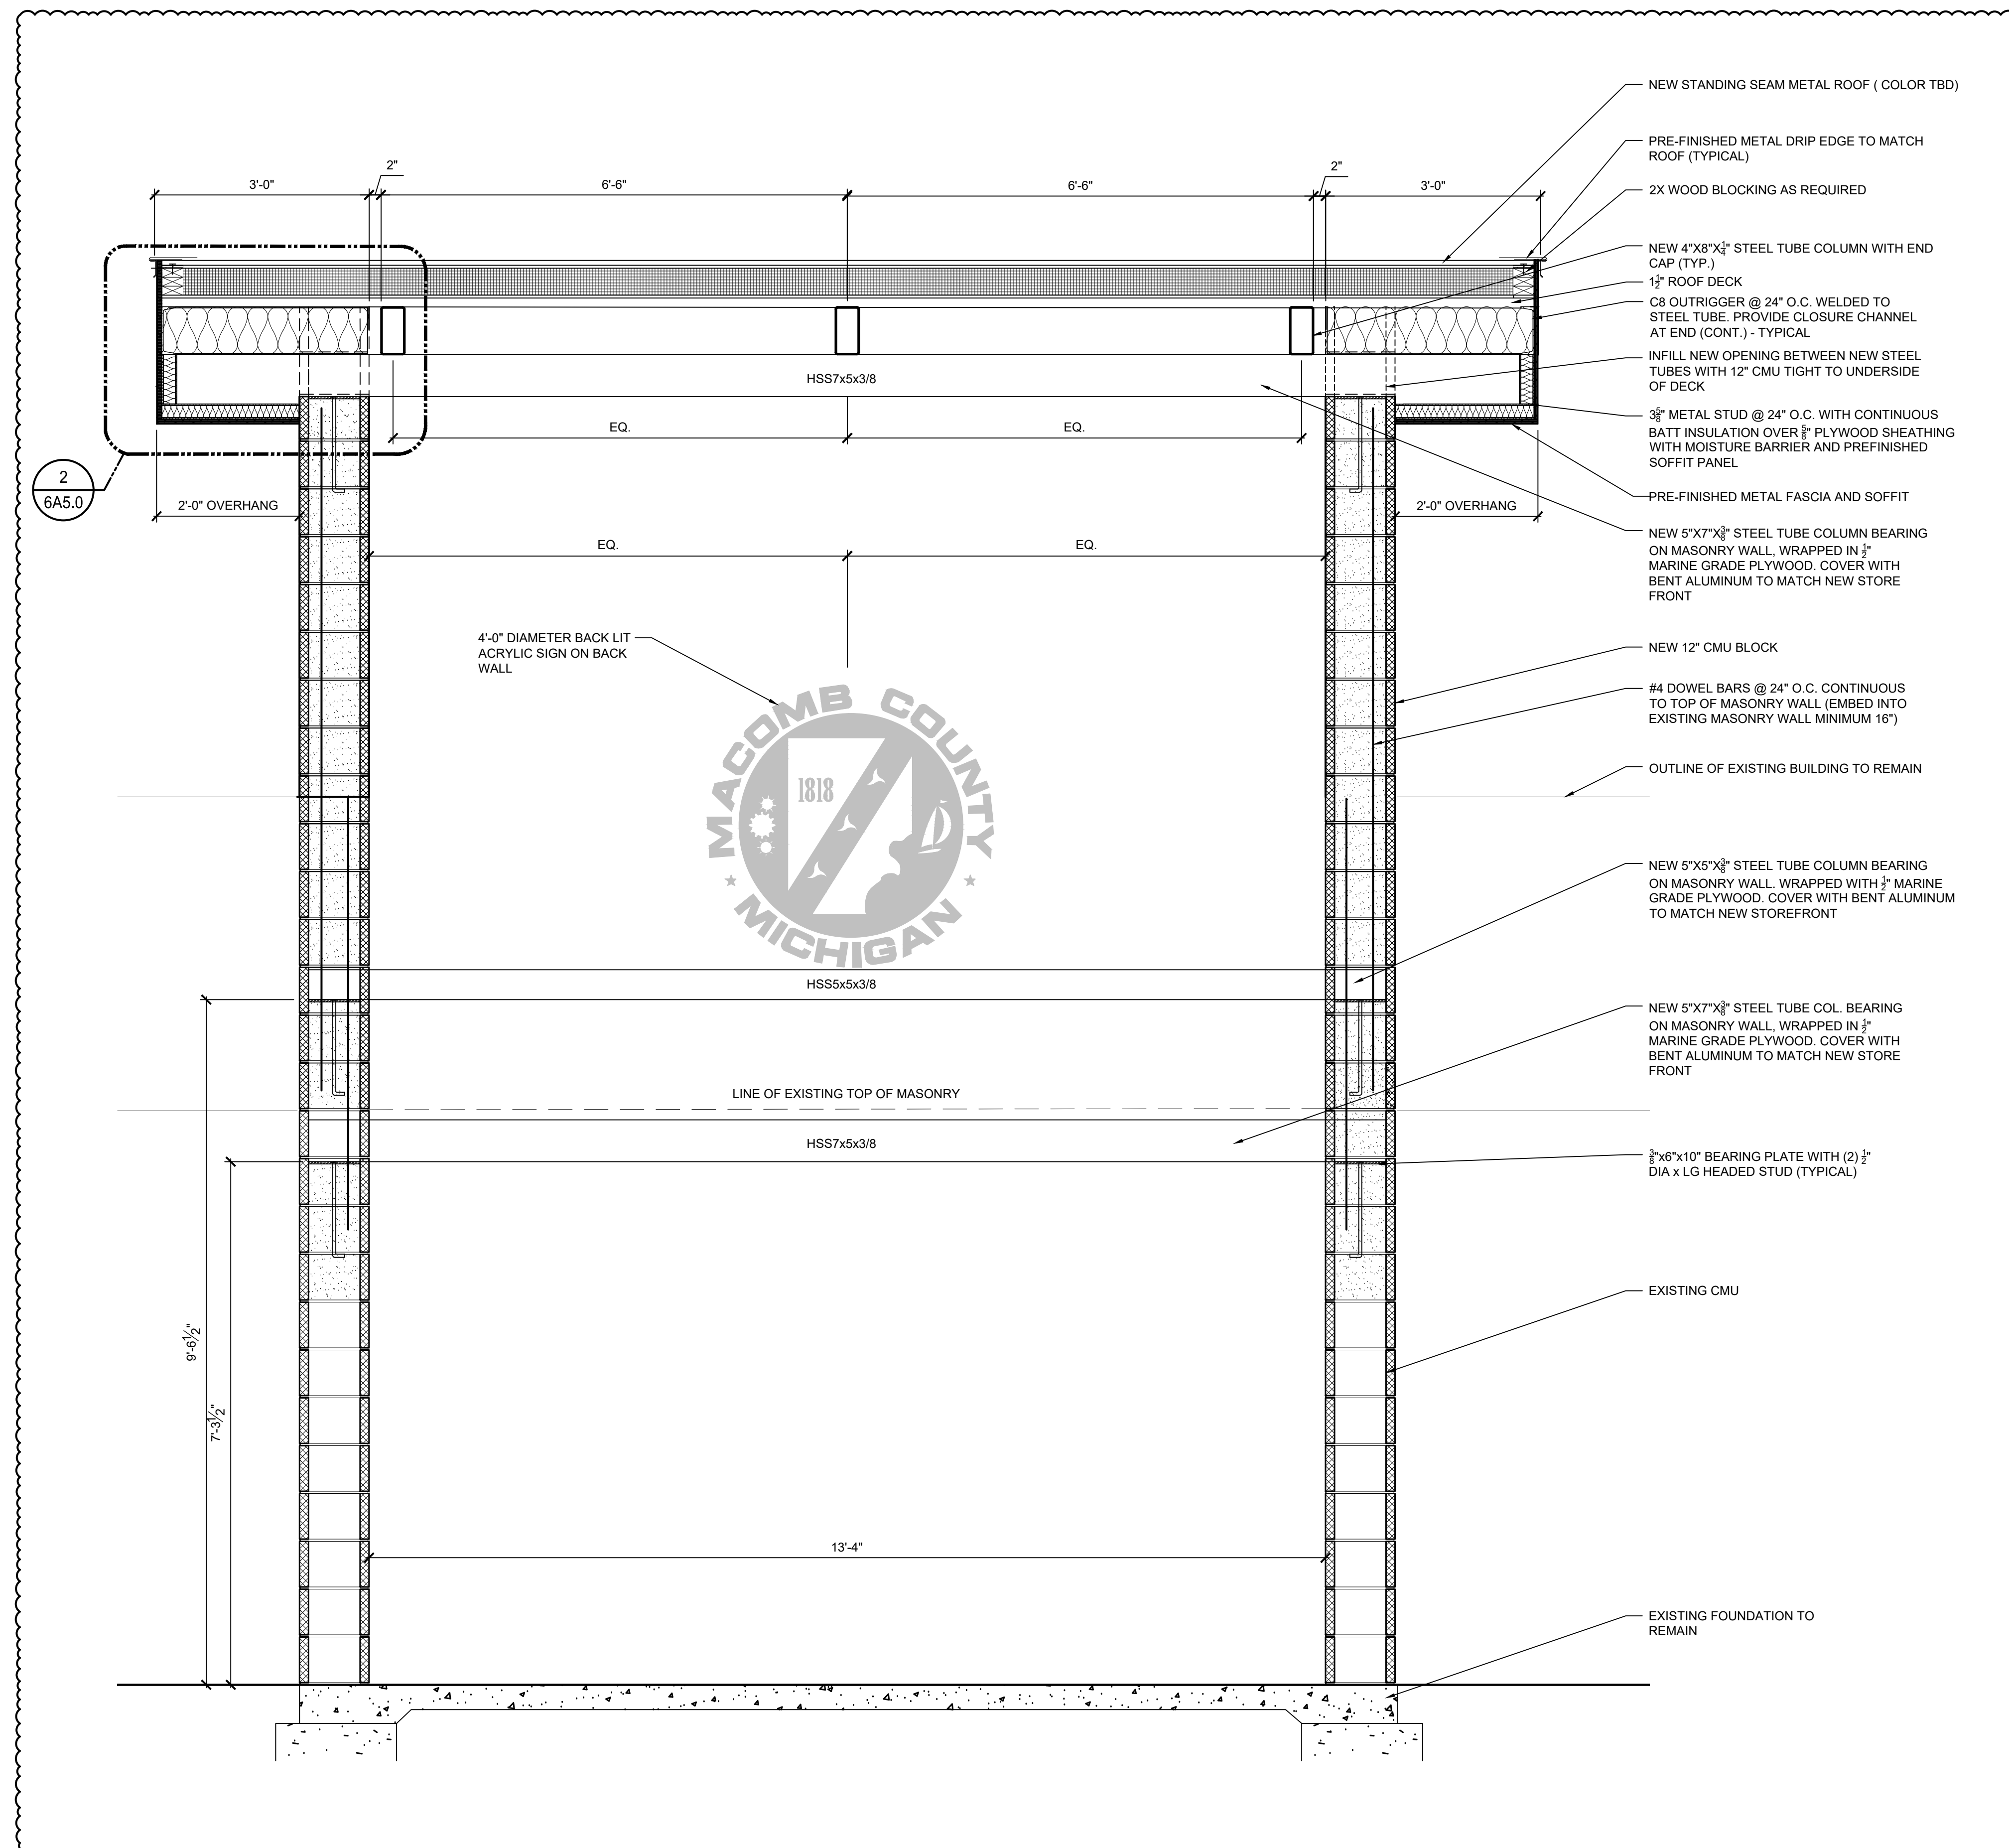 NEW STANDING SEAM METAL ROOF ( COLOR TBD)
PRE-FINISHED METAL DRIP EDGE TO MATCH
ROOF (TYPICAL)
2X WOOD BLOCKING AS REQUIRED
NEW 4"X8"X1/4" STEEL TUBE COLUMN WITH END
CAP (TYP.)
1 1/2" ROOF DECK
C8 OUTRIGGER @ 24" O.C. WELDED TO
STEEL TUBE. PROVIDE CLOSURE CHANNEL
AT END (CONT.) - TYPICAL
INFILL NEW OPENING BETWEEN NEW STEEL
TUBES WITH 12" CMU TIGHT TO UNDERSIDE
OF DECK
3 5/8" METAL STUD @ 24" O.C. WITH CONTINUOUS
BATT INSULATION OVER 5/8" PLYWOOD SHEATHING
WITH MOISTURE BARRIER AND PREFINISHED
SOFFIT PANEL
PRE-FINISHED METAL FASCIA AND SOFFIT
NEW 5"X7"X3/8" STEEL TUBE COLUMN BEARING
ON MASONRY WALL, WRAPPED IN 1/2"
MARINE GRADE PLYWOOD. COVER WITH
BENT ALUMINUM TO MATCH NEW STORE
FRONT
NEW 12" CMU BLOCK
#4 DOWEL BARS @ 24" O.C. CONTINUOUS
TO TOP OF MASONRY WALL (EMBED INTO
EXISTING MASONRY WALL MINIMUM 16")
OUTLINE OF EXISTING BUILDING TO REMAIN
NEW 5"X5"X3/8" STEEL TUBE COLUMN BEARING
ON MASONRY WALL. WRAPPED WITH 1/2" MARINE
GRADE PLYWOOD. COVER WITH BENT ALUMINUM
TO MATCH NEW STOREFRONT
NEW 5"X7"X3/8" STEEL TUBE COL. BEARING
ON MASONRY WALL, WRAPPED IN 1/2"
MARINE GRADE PLYWOOD. COVER WITH
BENT ALUMINUM TO MATCH NEW STORE
FRONT
3/8"x6"x10" BEARING PLATE WITH (2) 1/2"
DIA x LG HEADED STUD (TYPICAL)
EXISTING CMU
EXISTING FOUNDATION TO
REMAIN
3'-0"
2"
6'-6"
6'-6"
2"
3'-0"
HSS7x5x3/8
EQ.
EQ.
2
6A5.0
2'-0" OVERHANG
2'-0" OVERHANG
EQ.
EQ.
4'-0" DIAMETER BACK LIT
ACRYLIC SIGN ON BACK
WALL
MACOMB COUNTY
1818
MICHIGAN
HSS5x5x3/8
LINE OF EXISTING TOP OF MASONRY
HSS7x5x3/8
9'-6 1/2"
7'-3 1/2"
13'-4"